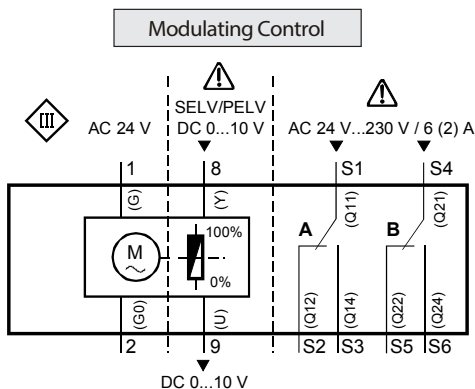 Modulating Control
III
AC 24 V
SELV/PELV
DC 0...10 V
AC 24 V...230 V / 6 (2) A
1
8
S1
S4
(G)
(Y)
(Q11)
(Q21)
A
B
100%
M
0%
(G0)
(U)
(Q12)
(Q14)
(Q22)
(Q24)
2
9
S2
S3
S5
S6
DC 0...10 V